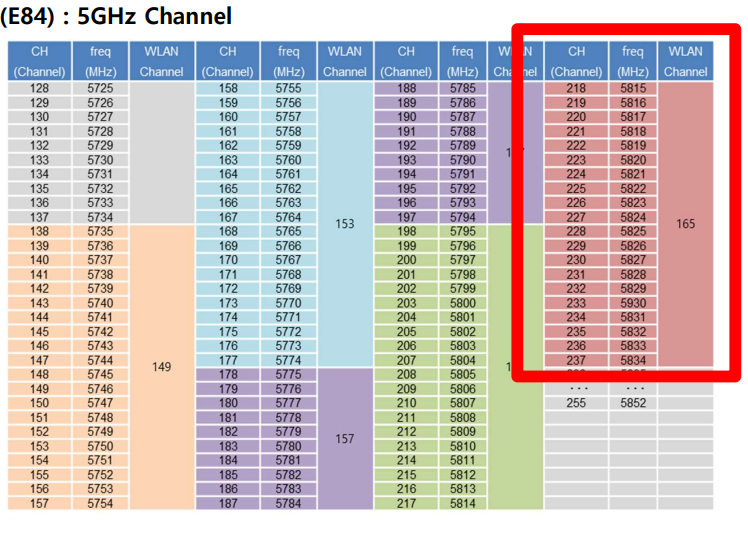 (E84) : 5GHz Channel
CH freq WLAN CH freq WLAN CH freq CH freq WLAN
(Channel) (MHz) Channel (Channel) (MHz) Channel (Channel) (MHz) (Channel) (MHz) Channel
128 5725 158 5755 188 5785 218 5815
129 5726 159 5756 189 5786 219 5816
130 5727 160 5757 190 5787 220 5817
131 5728 161 5758 191 5788 221 5818
132 5729 162 5759 192 5789 222 5819
133 5730 163 5760 193 5790 223 5820
134 5731 164 5761 194 5791 224 5821
135 5732 165 5762 195 5792 225 5822
136 5733 166 5763 196 5793 226 5823
137 5734 167 5764 197 5794 227 5824
153 165
138 5735 168 5765 198 5795 228 5825
139 5736 169 5766 199 5796 229 5826
140 5737 170 5767 200 5797 230 5827
141 5738 171 5768 201 5798 231 5828
142 5739 172 5769 202 5799 232 5829
143 5740 173 5770 203 5800 233 5930
144 5741 174 5771 204 5801 234 5831
145 5742 175 5772 205 5802 235 5832
146 5743 176 5773 206 5803 236 5833
147 5744 177 5774 207 5804 237 5834
149
148 5745 178 5775 208 5805
149 5746 179 5776 209 5806 ... ...
150 5747 180 5777 210 5807 255 5852
151 5748 181 5778 211 5808
152 5749 182 5779 212 5809
157
153 5750 183 5780 213 5810
154 5751 184 5781 214 5811
155 5752 185 5782 215 5812
156 5753 186 5783 216 5813
157 5754 187 5784 217 5814